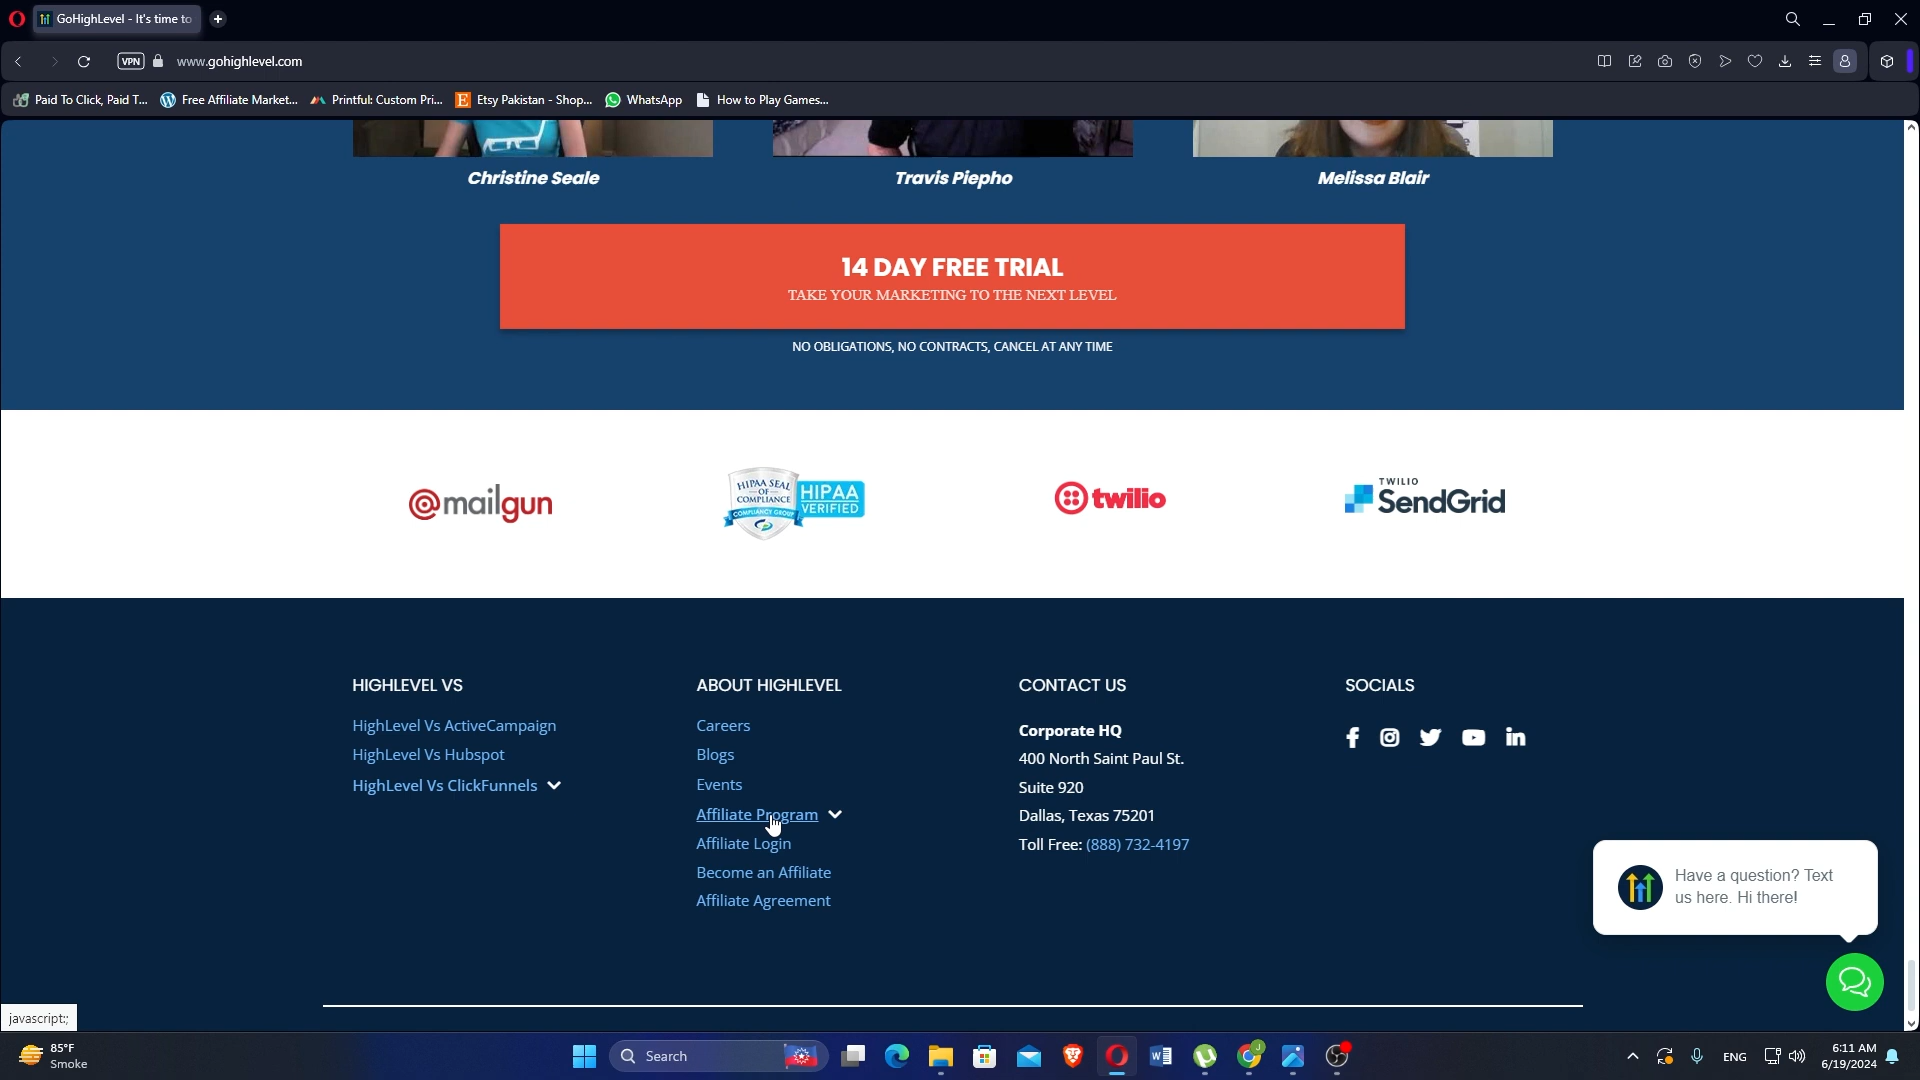 GoHighLevel - It's time to
VPN
www.gohighlevel.com
Paid To Click, Paid T...
Free Affiliate Market...
Printful: Custom Pri...
Etsy Pakistan - Shop...
WhatsApp
How to Play Games...
Christine Seale
Travis Piepho
Melissa Blair
14 DAY FREE TRIAL
TAKE YOUR MARKETING TO THE NEXT LEVEL
NO OBLIGATIONS, NO CONTRACTS, CANCEL AT ANY TIME
mailgun
HIPAA SEAL
OF
COMPLIANCE
COMPLIANCY GROUP
HIPAA
VERIFIED
twilio
TWILIO
SendGrid
HIGHLEVEL VS
HighLevel Vs ActiveCampaign
HighLevel Vs Hubspot
HighLevel Vs ClickFunnels
ABOUT HIGHLEVEL
Careers
Blogs
Events
Affiliate Program
Affiliate Login
Become an Affiliate
Affiliate Agreement
CONTACT US
Corporate HQ
400 North Saint Paul St.
Suite 920
Dallas, Texas 75201
Toll Free: (888) 732-4197
SOCIALS
Have a question? Text
us here. Hi there!
javascript:;
85°F
Smoke
Search
ENG
6:11 AM
6/19/2024